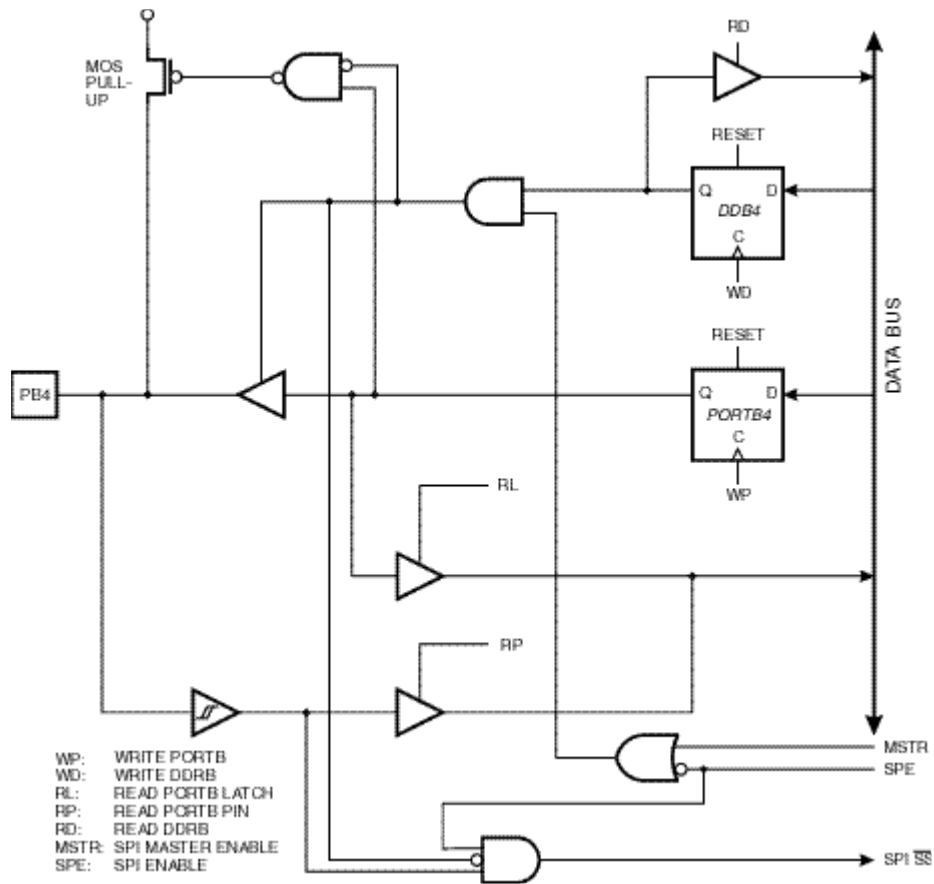 RD
MOS
PULL-
UP
RESET
Q D
DDB4
C
WD
DATA BUS
RESET
PB4
Q D
PORTB4
C
WP
RL
RP
MSTR
SPE
WP: WRITE PORTB
WD: WRITE DDRB
RL: READ PORTB LATCH
RP: READ PORTB PIN
RD: READ DDRB
MSTR: SPI MASTER ENABLE
SPE: SPI ENABLE
SPI S̅S̅